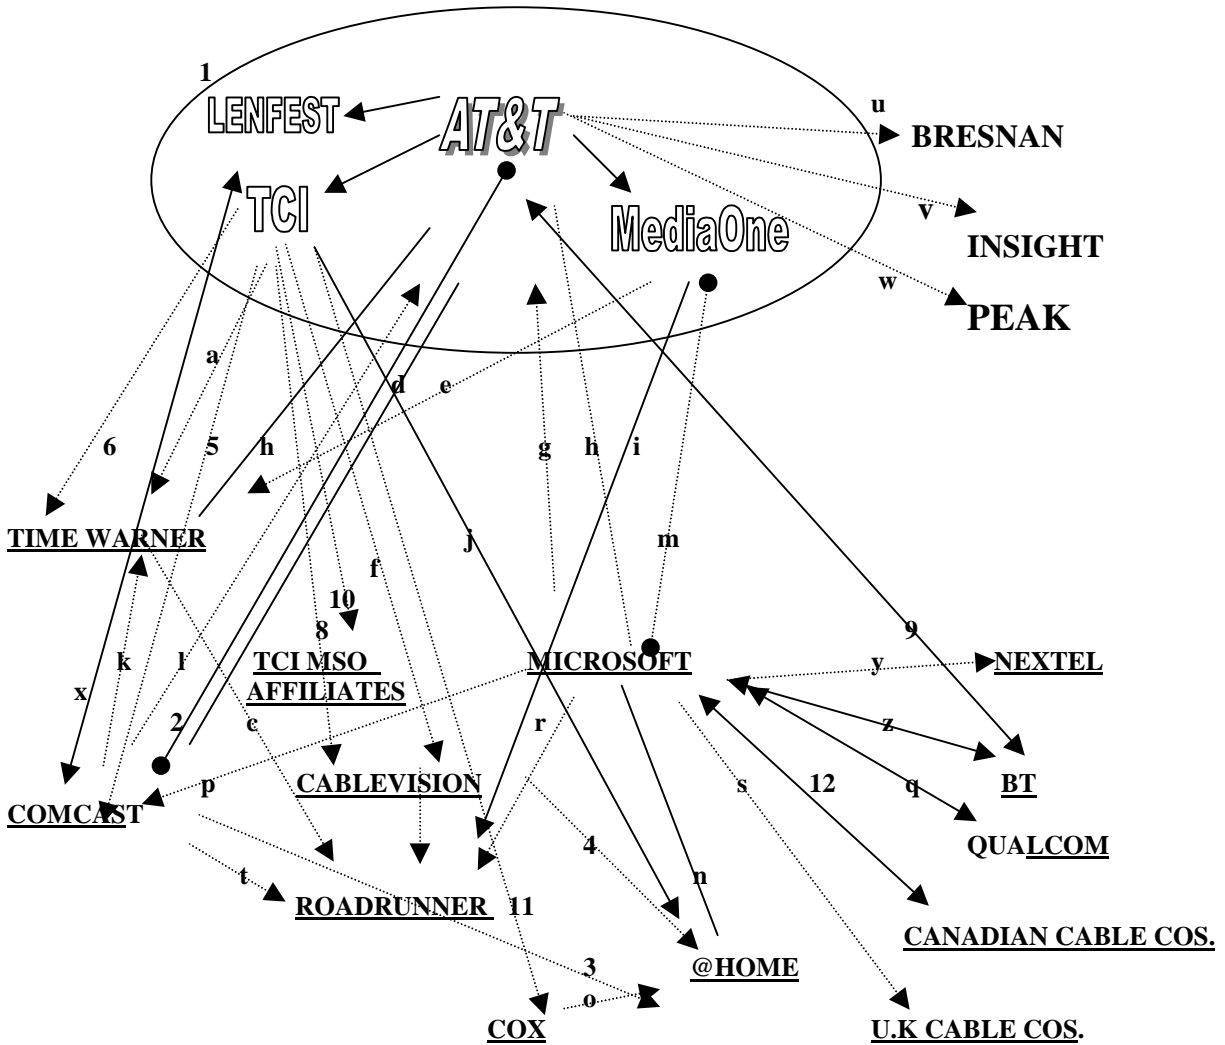 1
LENFEST
AT&T
u
BRESNAN
TCI
MediaOne
v
INSIGHT
w
PEAK
a
d
e
6
5
h
g
h
i
TIME WARNER
j
m
f
10
8
9
k
l
TCI MSO
AFFILIATES
MICROSOFT
y
NEXTEL
x
2
c
r
z
p
CABLEVISION
s
12
q
BT
COMCAST
4
QUALCOM
t
n
ROADRUNNER
11
CANADIAN CABLE COS.
3
@HOME
o
COX
U.K CABLE COS.